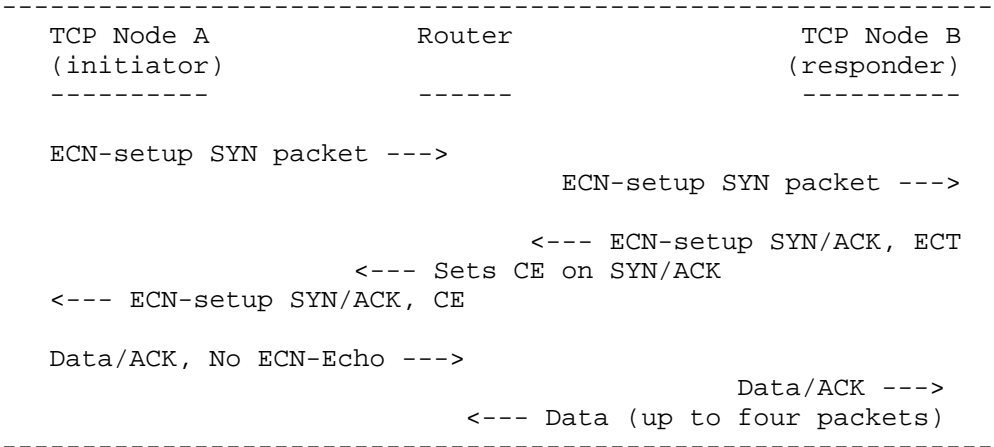 ---------------------------------------------------------------
TCP Node A             Router                  TCP Node B
(initiator)                                    (responder)
----------             ------                  ----------
ECN-setup SYN packet --->
ECN-setup SYN packet --->
<--- ECN-setup SYN/ACK, ECT
<--- Sets CE on SYN/ACK
<--- ECN-setup SYN/ACK, CE
Data/ACK, No ECN-Echo --->
Data/ACK --->
<--- Data (up to four packets)
---------------------------------------------------------------